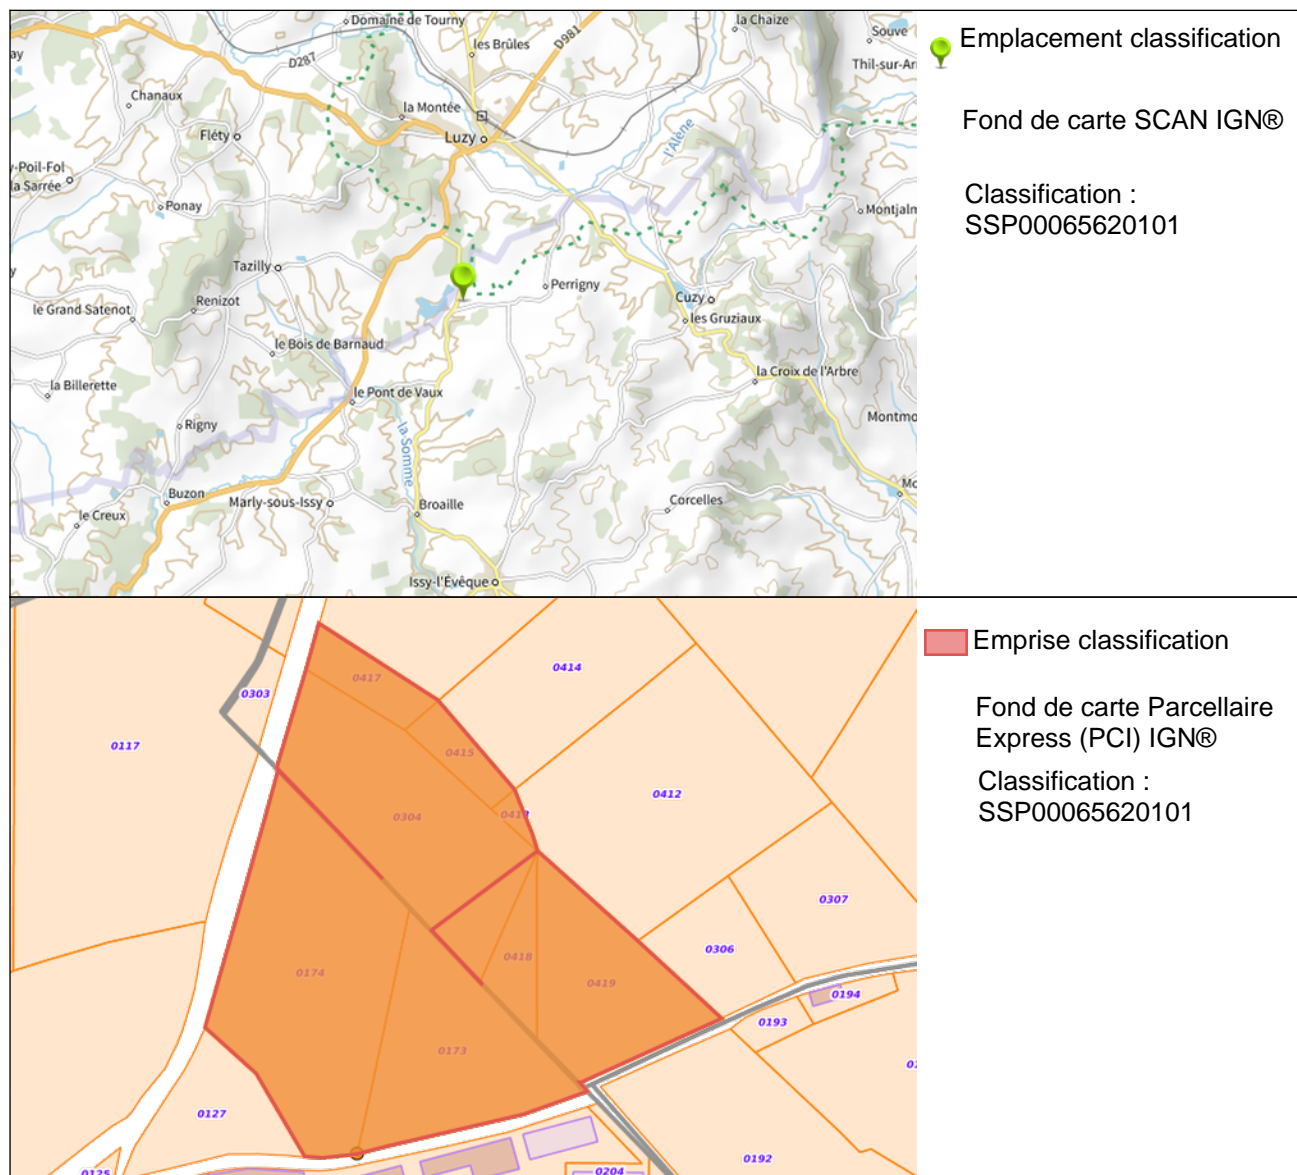 Domaine de Tourny
la Chaize
Souve
ay
les Brûles
D981
D287
Thil-sur-Ar
Chanaux
la Montée
Fléty
Luzy
l'Alène
y-Poil-Fol
la Sarrée
Ponay
Montjalm
Tazilly
Perrigny
Renizot
Cuzy
le Grand Satenot
les Gruziaux
le Bois de Barnaud
la Croix de l'Arbre
la Billerette
le Pont de Vaux
Montmo
Rigny
la Somme
Buzon
Marly-sous-Issy
Broaille
Corcelles
Mc
le Creux
Issy-l'Évêque
Emplacement classification
Fond de carte SCAN IGN®
Classification :
SSP00065620101
0414
0417
0303
0117
0415
0412
0304
0413
0307
0306
0418
0174
0419
0194
0193
0173
0127
0192
0125
0204
Emprise classification
Fond de carte Parcellaire
Express (PCI) IGN®
Classification :
SSP00065620101